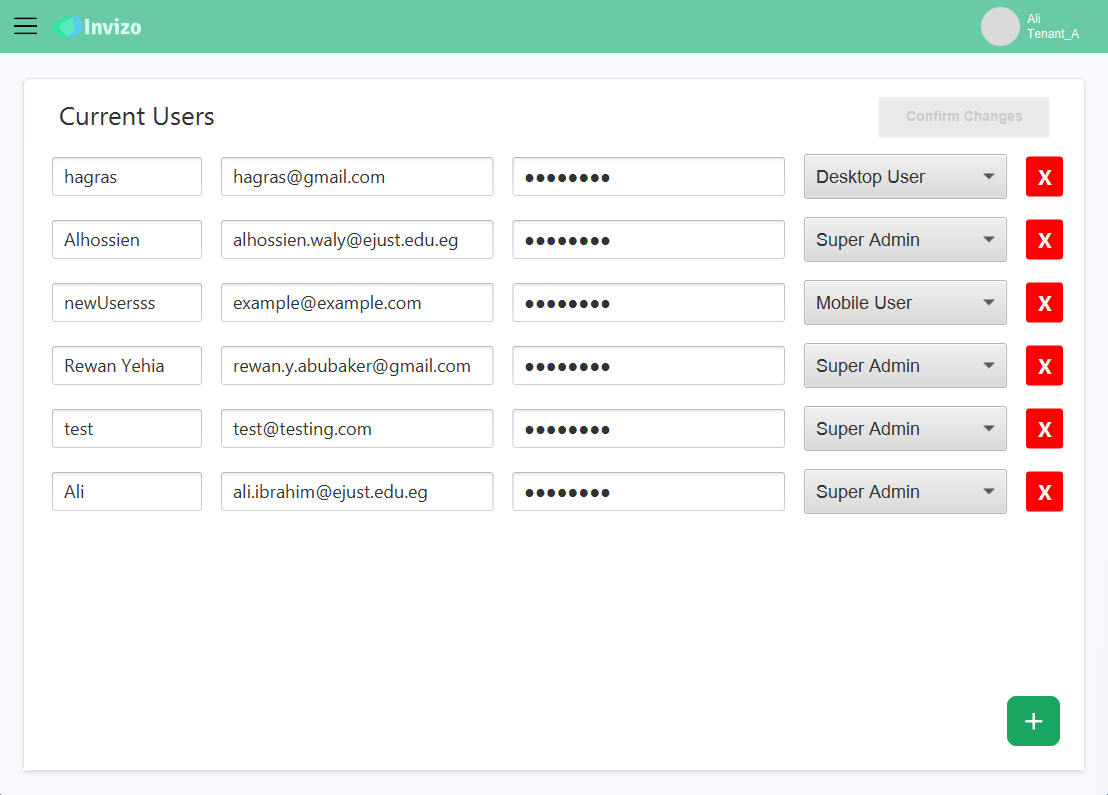 Invizo
Ali
Tenant_A
Current Users
Confirm Changes
hagras hagras@gmail.com ●●●●●●●● Desktop User X
Alhossien alhossien.waly@ejust.edu.eg ●●●●●●●● Super Admin X
newUsersss example@example.com ●●●●●●●● Mobile User X
Rewan Yehia rewan.y.abubaker@gmail.com ●●●●●●●● Super Admin X
test test@testing.com ●●●●●●●● Super Admin X
Ali ali.ibrahim@ejust.edu.eg ●●●●●●●● Super Admin X
+